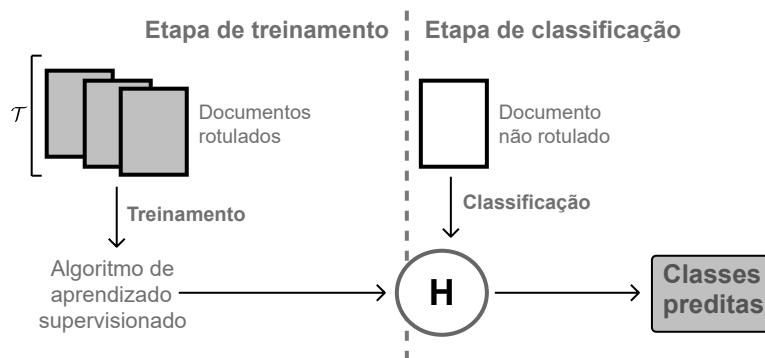 Etapa de treinamento
Etapa de classificação
𝒯
Documentos
rotulados
Documento
não rotulado
Treinamento
Classificação
Algoritmo de
aprendizado
supervisionado
H
Classes
preditas